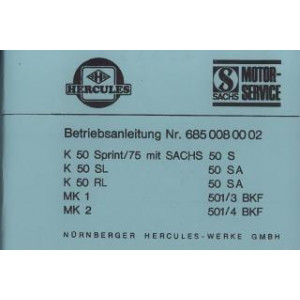 H
HERCULES
S
SACHS
MOTOR-
SERVICE
Betriebsanleitung Nr. 685 008 00 02
K 50 Sprint/75 mit SACHS 50 S
K 50 SL 50 SA
K 50 RL 50 SA
MK 1 501/3 BKF
MK 2 501/4 BKF
NÜRNBERGER HERCULES-WERKE GMBH